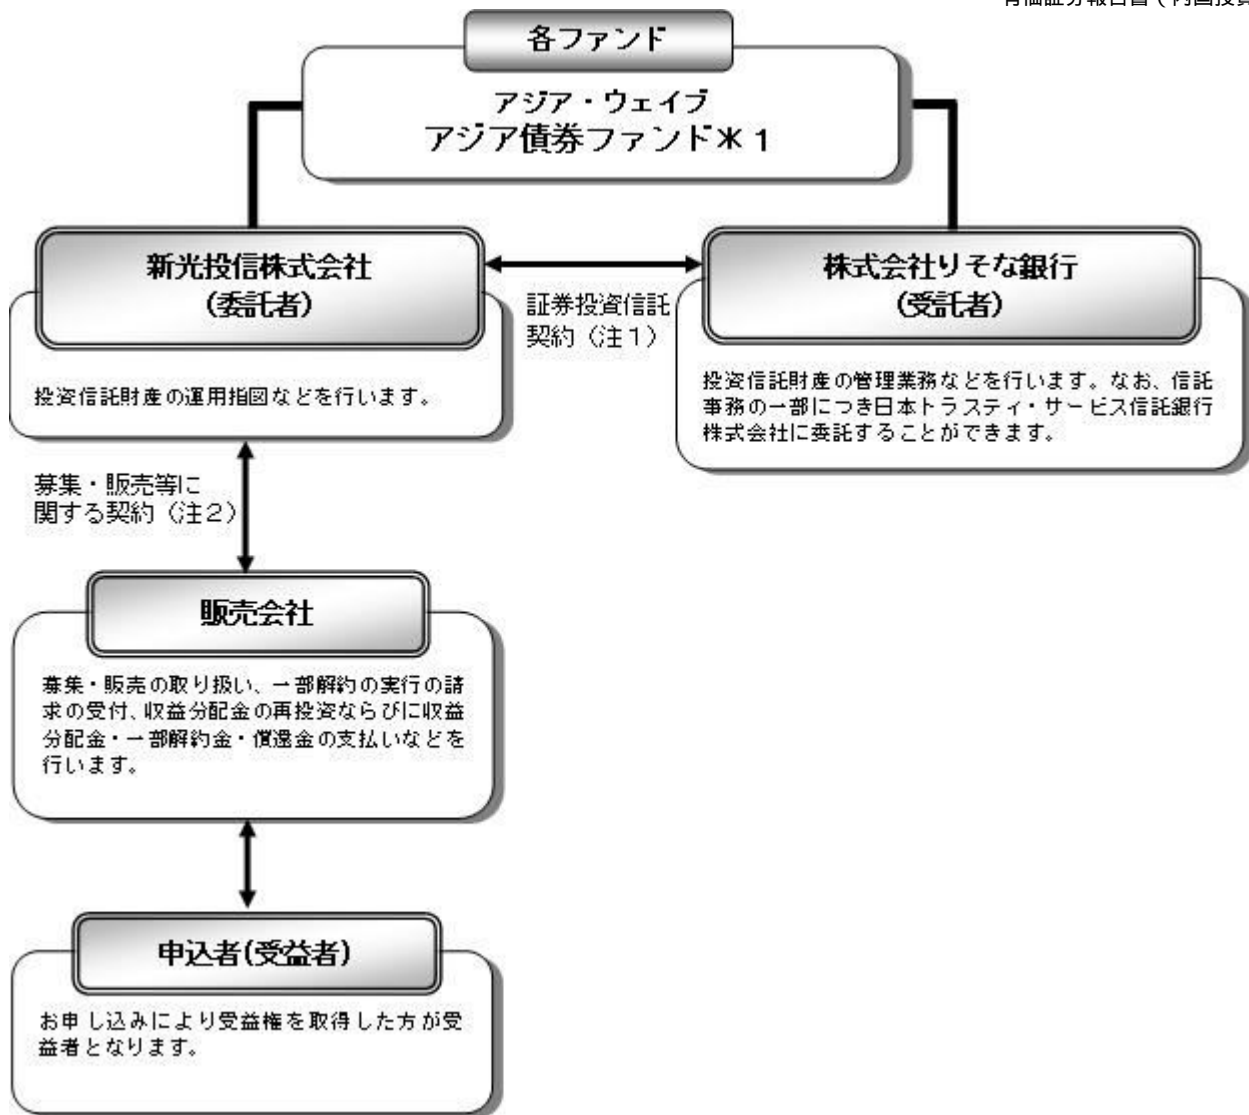 有価証券報告書(内国投資
各ファンド
アジア・ウェイブ
アジア債券ファンド＊１
新光投信株式会社
(委託者)
投資信託財産の運用指図などを行います。
証券投資信託
契約（注１）
株式会社りそな銀行
(受託者)
投資信託財産の管理業務などを行います。なお、信託
事務の一部につき日本トラスティ・サービス信託銀行
株式会社に委託することができます。
募集・販売等に
関する契約（注２）
販売会社
募集・販売の取り扱い、一部解約の実行の請
求の受付、収益分配金の再投資ならびに収益
分配金・一部解約金・償還金の支払いなどを
行います。
申込者(受益者)
お申し込みにより受益権を取得した方が受
益者となります。